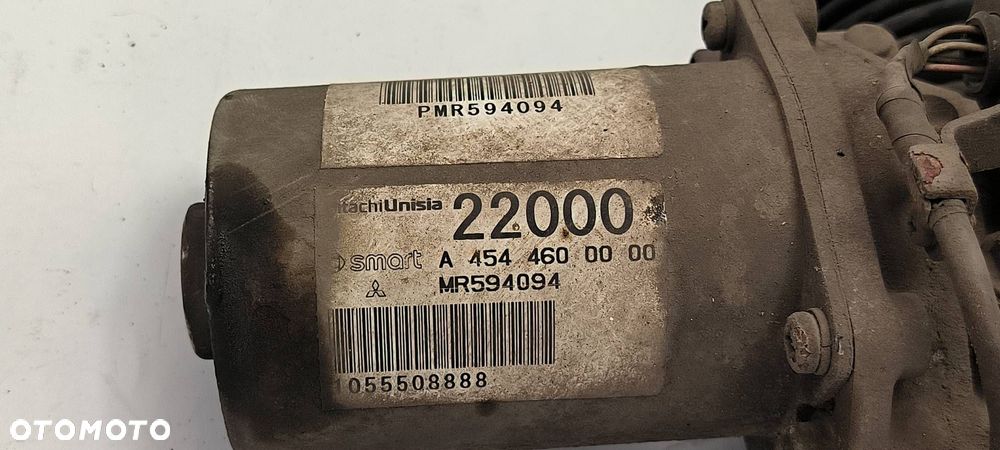 PMR594094
itachiUnisia 22000
smart A 454 460 00 00
MR594094
1055508888
OTOMOTO